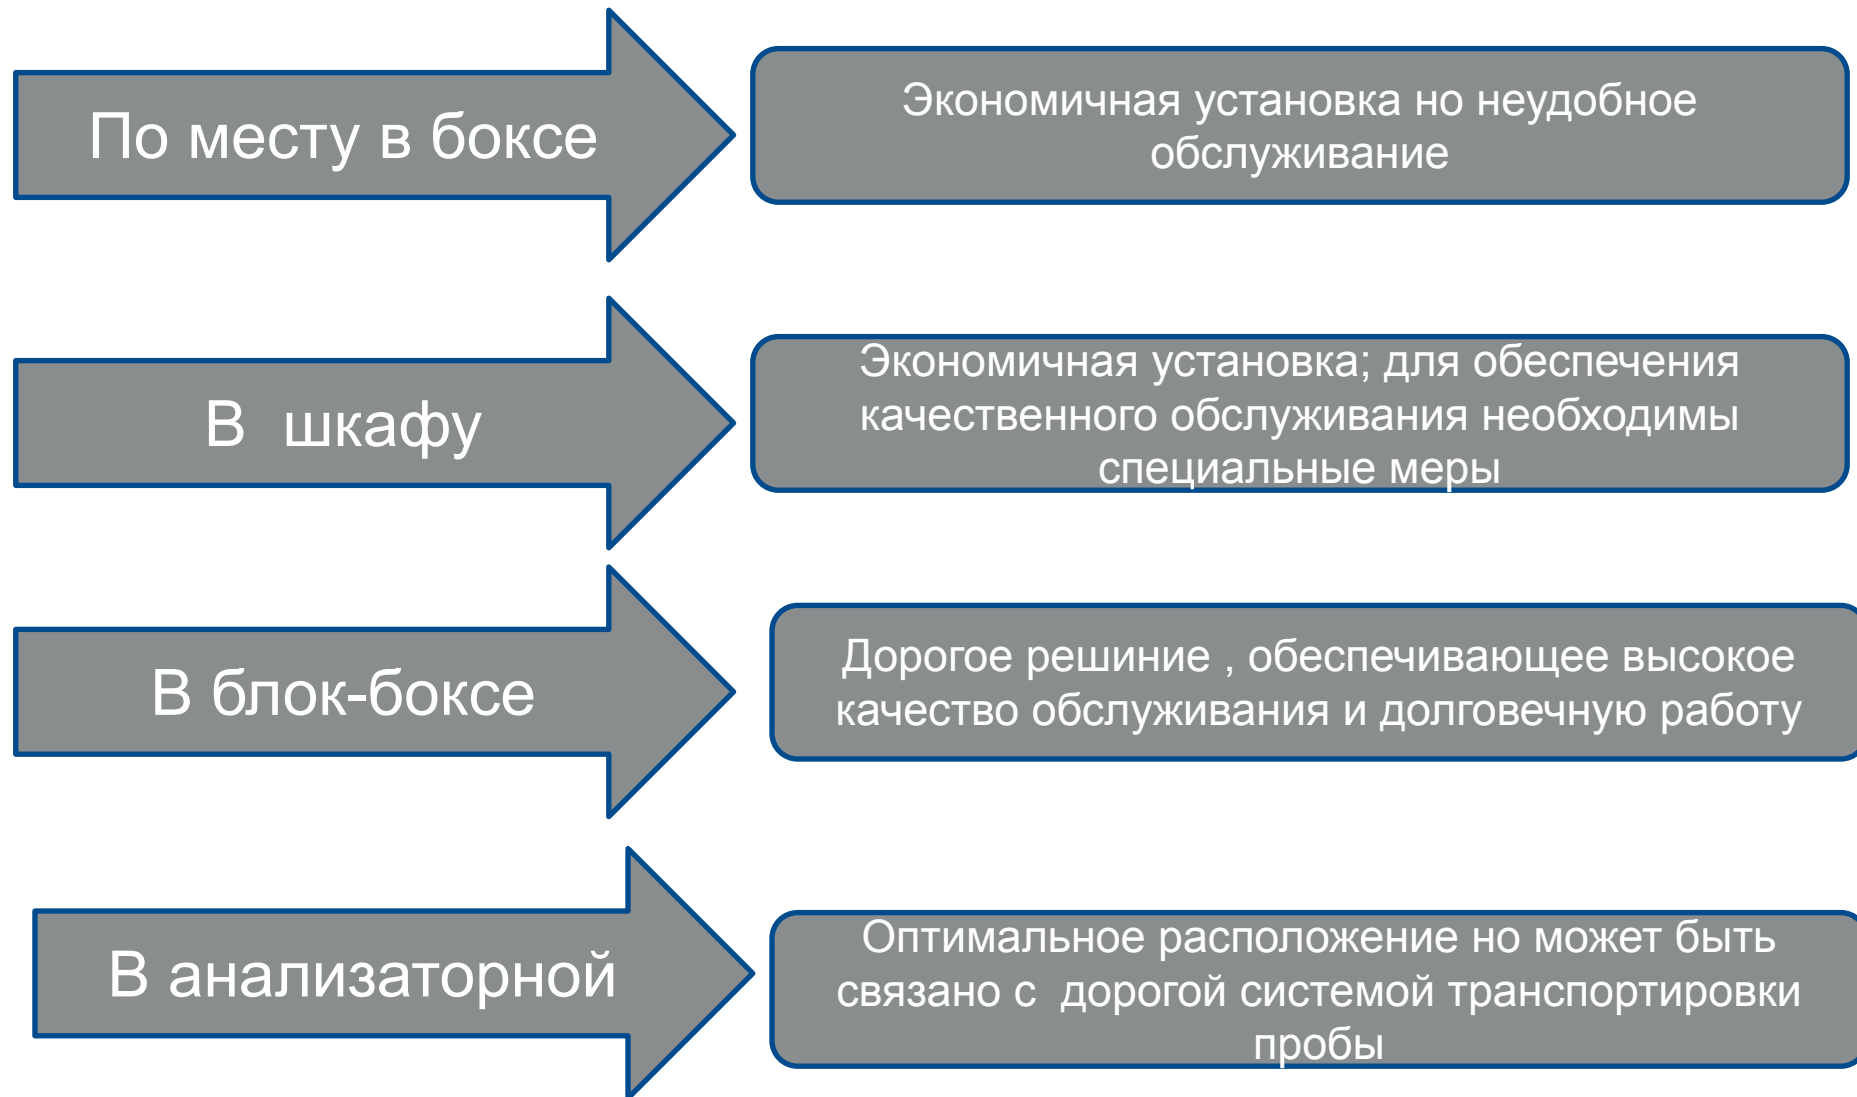 По месту в боксе
Экономичная установка но неудобное
обслуживание
В  шкафу
Экономичная установка; для обеспечения
качественного обслуживания необходимы
специальные меры
В блок-боксе
Дорогое решиние , обеспечивающее высокое
качество обслуживания и долговечную работу
В анализаторной
Оптимальное расположение но может быть
связано с  дорогой системой транспортировки
пробы